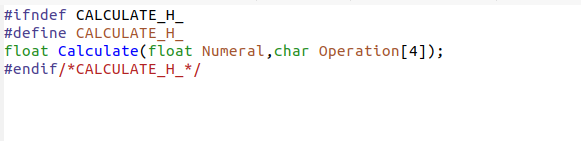 #ifndef CALCULATE_H_
#define CALCULATE_H_
float Calculate(float Numeral,char Operation[4]);
#endif/*CALCULATE_H_*/